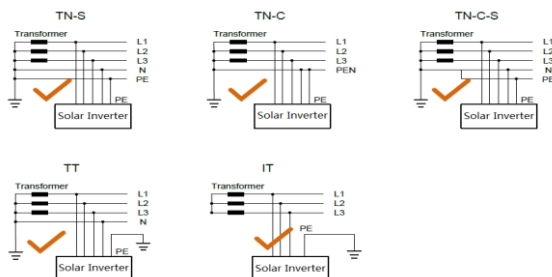 TN-S
Transformer
L1
L2
L3
N
PE
PE
Solar Inverter
TN-C
Transformer
L1
L2
L3
PEN
PE
Solar Inverter
TN-C-S
Transformer
L1
L2
L3
N
PE
PE
Solar Inverter
TT
Transformer
L1
L2
L3
N
PE
Solar Inverter
IT
Transformer
L1
L2
L3
PE
Solar Inverter